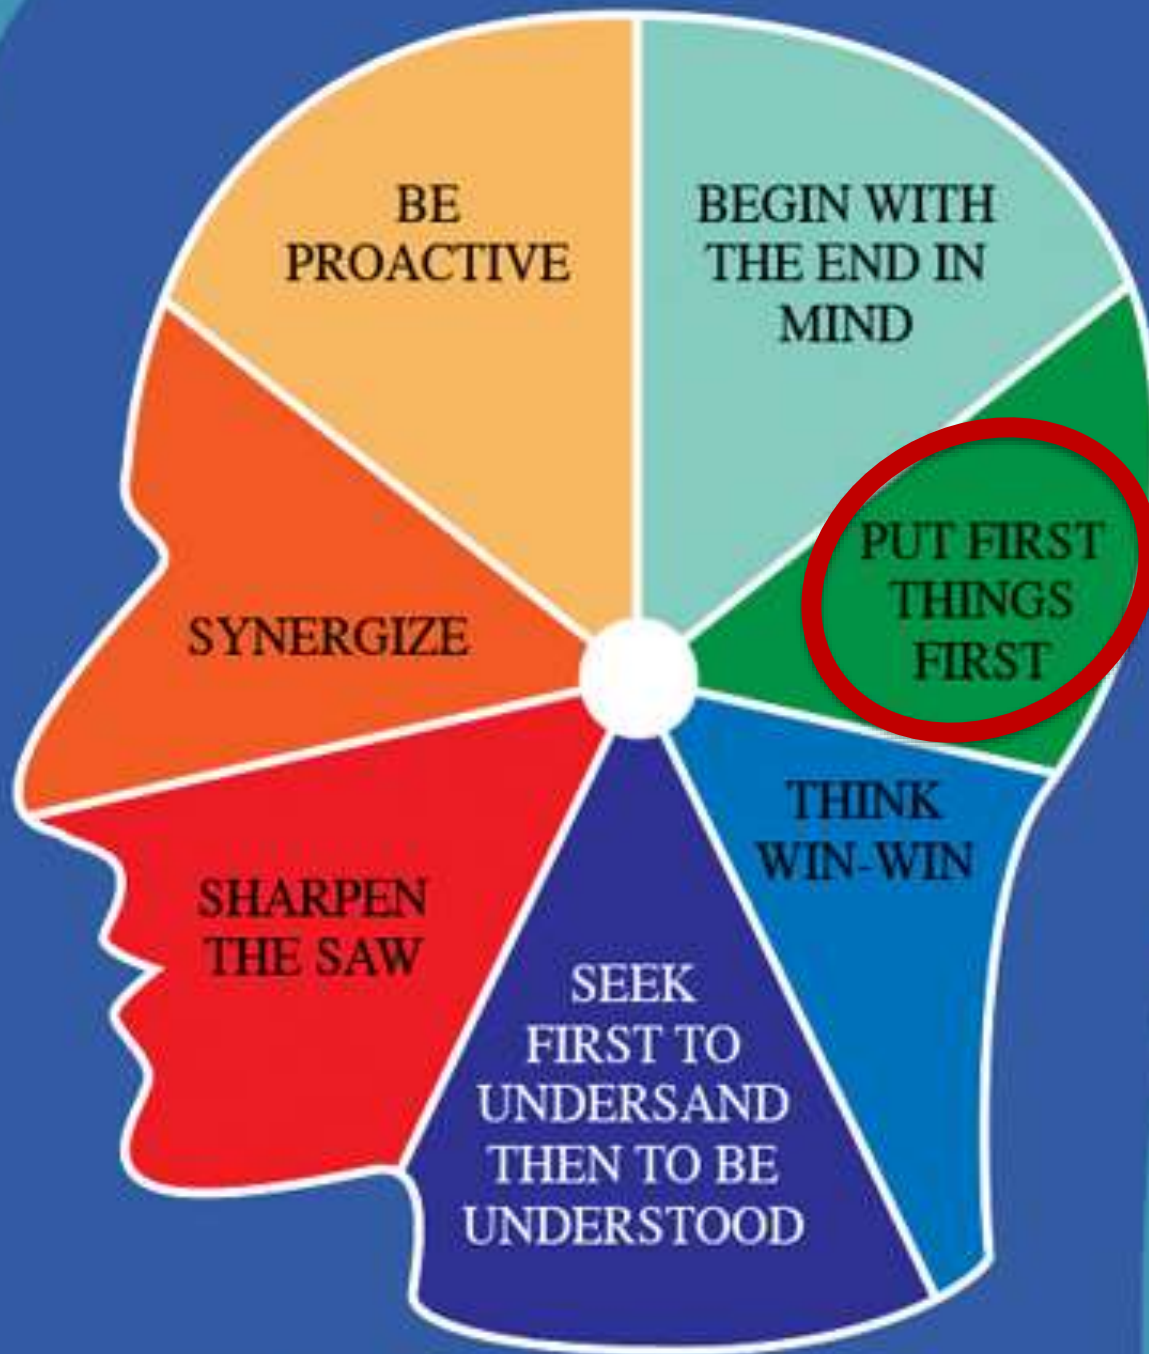 BE
PROACTIVE
BEGIN WITH
THE END IN
MIND
PUT FIRST
THINGS
FIRST
THINK
WIN-WIN
SEEK
FIRST TO
UNDERSAND
THEN TO BE
UNDERSTOOD
SHARPEN
THE SAW
SYNERGIZE